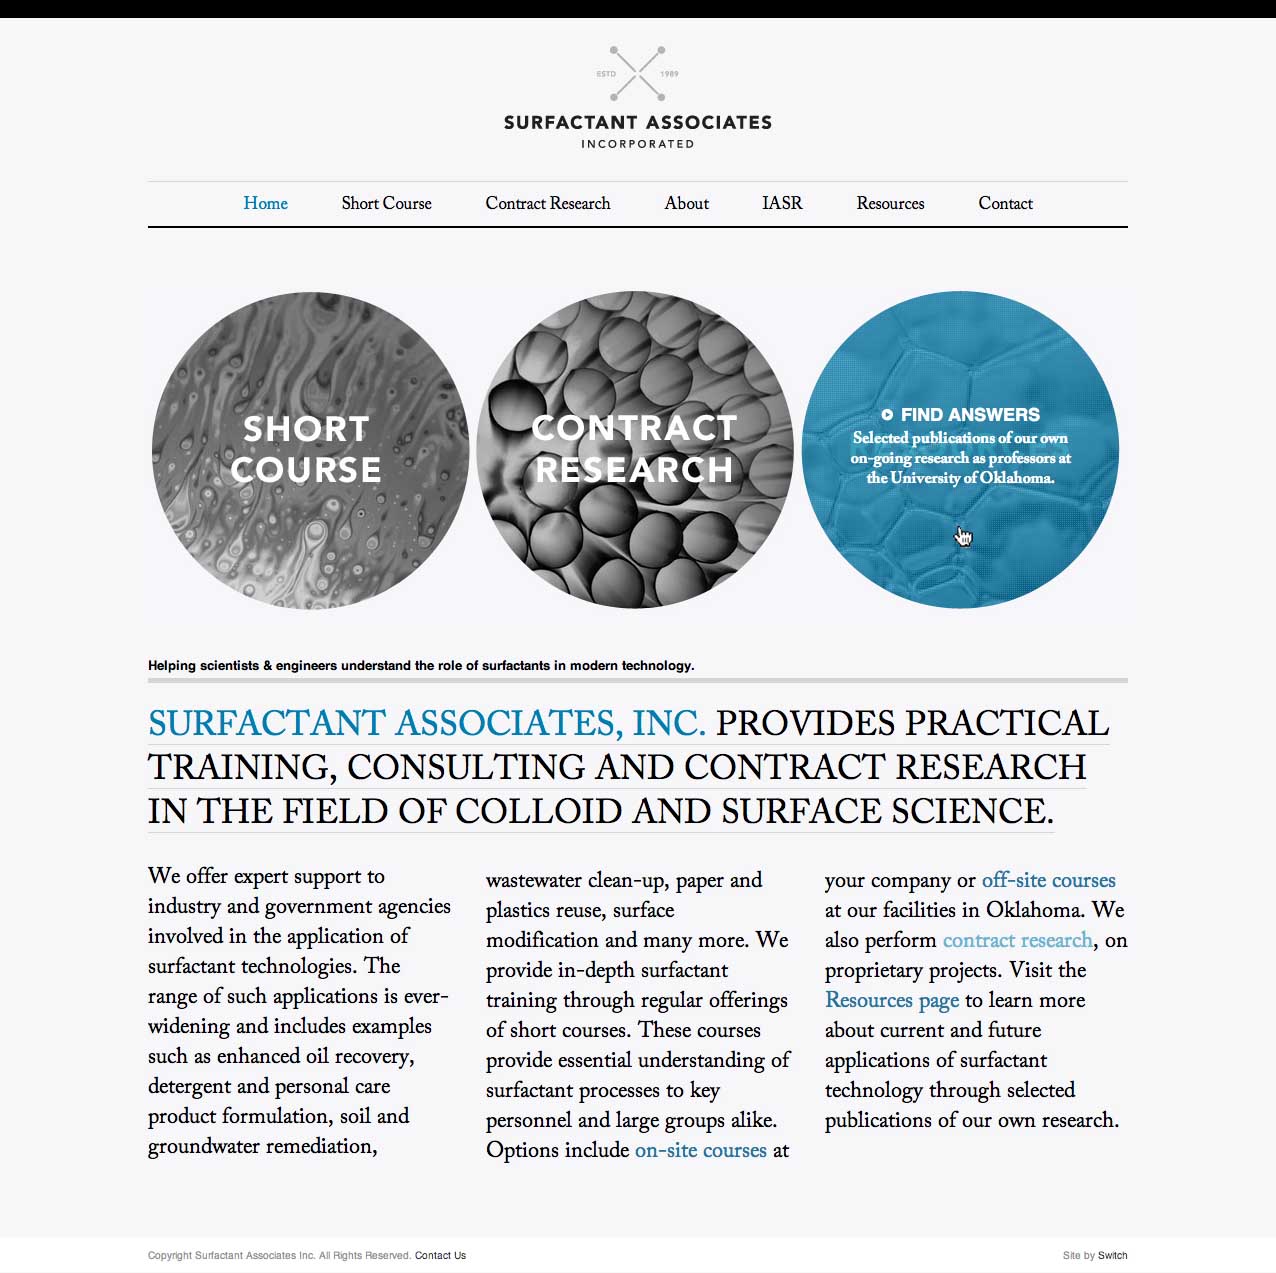 ESTD 1989
SURFACTANT ASSOCIATES
INCORPORATED
Home Short Course Contract Research About IASR Resources Contact
SHORT
COURSE
CONTRACT
RESEARCH
FIND ANSWERS
Selected publications of our own
on-going research as professors at
the University of Oklahoma.
Helping scientists & engineers understand the role of surfactants in modern technology.
SURFACTANT ASSOCIATES, INC. PROVIDES PRACTICAL
TRAINING, CONSULTING AND CONTRACT RESEARCH
IN THE FIELD OF COLLOID AND SURFACE SCIENCE.
We offer expert support to
industry and government agencies
involved in the application of
surfactant technologies. The
range of such applications is ever-
widening and includes examples
such as enhanced oil recovery,
detergent and personal care
product formulation, soil and
groundwater remediation,
wastewater clean-up, paper and
plastics reuse, surface
modification and many more. We
provide in-depth surfactant
training through regular offerings
of short courses. These courses
provide essential understanding of
surfactant processes to key
personnel and large groups alike.
Options include on-site courses at
your company or off-site courses
at our facilities in Oklahoma. We
also perform contract research, on
proprietary projects. Visit the
Resources page to learn more
about current and future
applications of surfactant
technology through selected
publications of our own research.
Copyright Surfactant Associates Inc. All Rights Reserved. Contact Us
Site by Switch